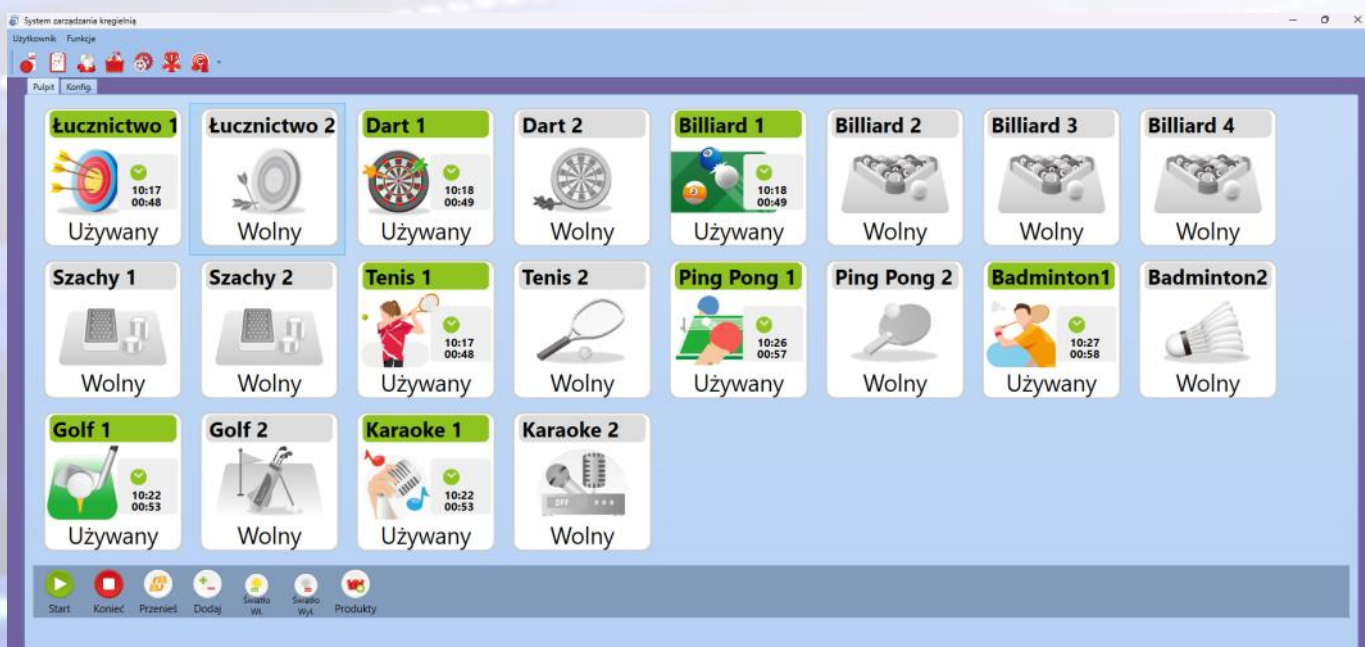 System zarządzania kręgielnią
Użytkownik Funkcje
Pulpit Konfig.
Łucznictwo 1 Łucznictwo 2 Dart 1 Dart 2 Billiard 1 Billiard 2 Billiard 3 Billiard 4
10:17 10:18 10:18
00:48 00:49 00:49
Używany Wolny Używany Wolny Używany Wolny Wolny Wolny
Szachy 1 Szachy 2 Tenis 1 Tenis 2 Ping Pong 1 Ping Pong 2 Badminton1 Badminton2
10:17 10:26 10:27
00:48 00:57 00:58
Wolny Wolny Używany Wolny Używany Wolny Używany Wolny
Golf 1 Golf 2 Karaoke 1 Karaoke 2
10:22 10:22
00:53 00:53
OFF
Używany Wolny Używany Wolny
Start Konieć Przenieś Dodaj Światło Wł. Światło Wył. Produkty